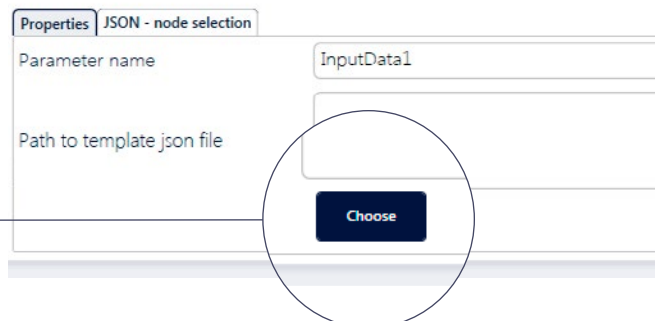 Properties JSON - node selection
Parameter name InputData1
Path to template json file
Choose